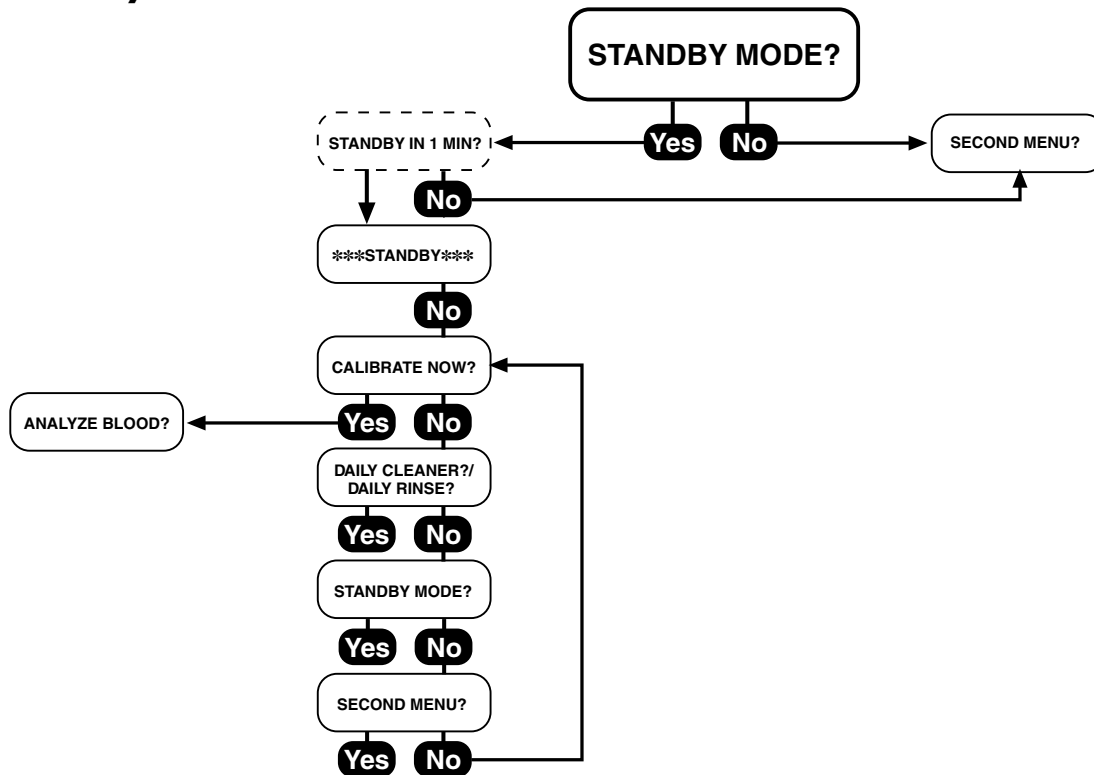 STANDBY MODE?
Yes
No
STANDBY IN 1 MIN?
SECOND MENU?
No
***STANDBY***
No
CALIBRATE NOW?
ANALYZE BLOOD?
Yes
No
DAILY CLEANER?/
DAILY RINSE?
Yes
No
STANDBY MODE?
Yes
No
SECOND MENU?
Yes
No